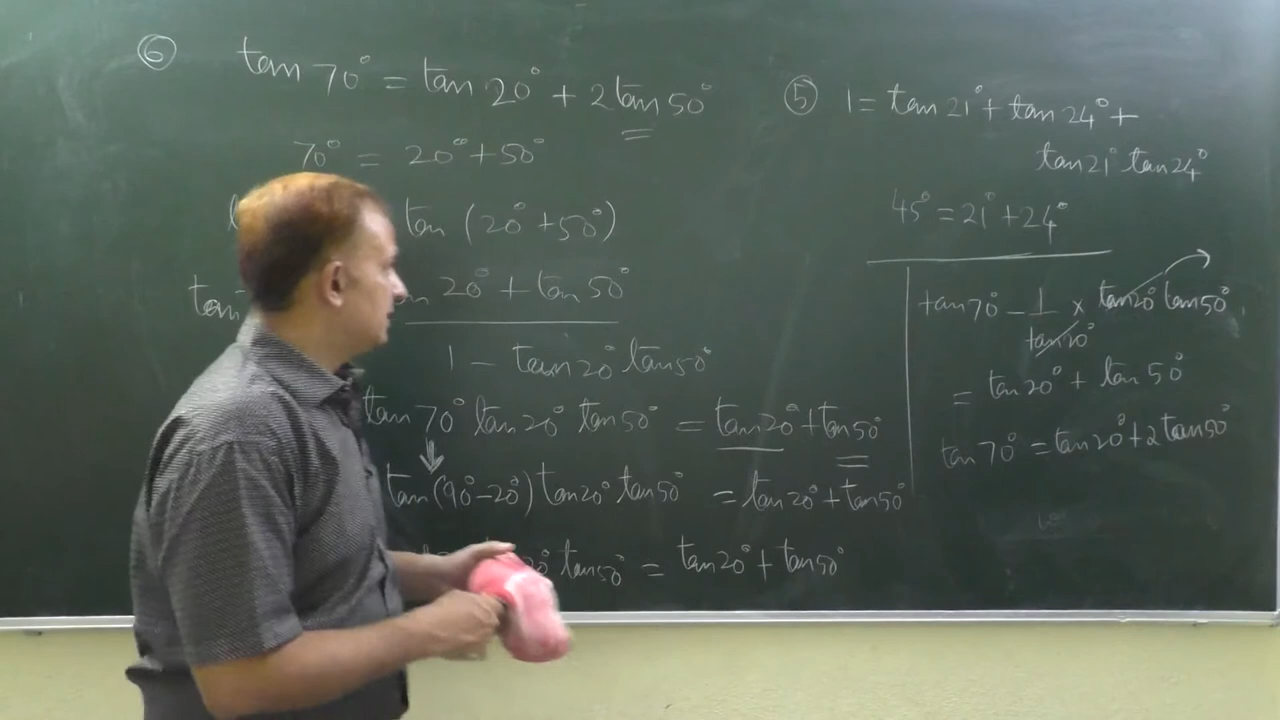 ⑥ tan 70° = tan 20° + 2 tan 50°
70° = 20° + 50°
tan (20° + 50°)
tan
20° + tan 50°
1 - tan 20° tan 50°
tan 70° tan 20° tan 50° = tan 20° + tan 50°
↓
tan (90° - 20°) tan 20° tan 50° = tan 20° + tan 50°
tan 50° = tan 20° + tan 50°
⑤ 1 = tan 21° + tan 24° +
tan 21° tan 24°
45° = 21° + 24°
tan 70° - 1 × tan 20° tan 50°
tan 20°
= tan 20° + tan 50°
tan 70° = tan 20° + 2 tan 50°